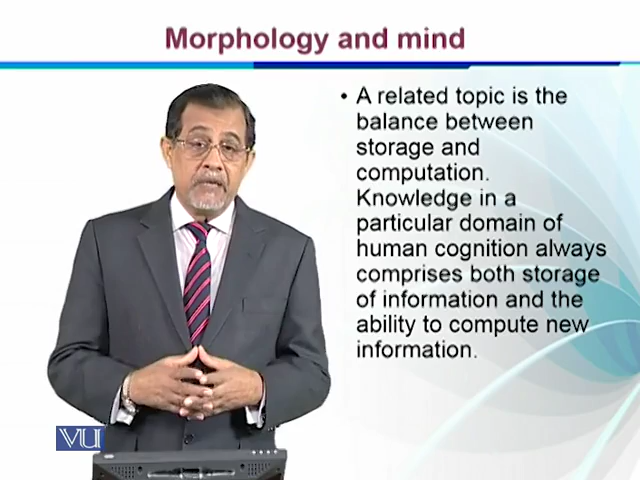 Morphology and mind
• A related topic is the
balance between
storage and
computation.
Knowledge in a
particular domain of
human cognition always
comprises both storage
of information and the
ability to compute new
information.
VU